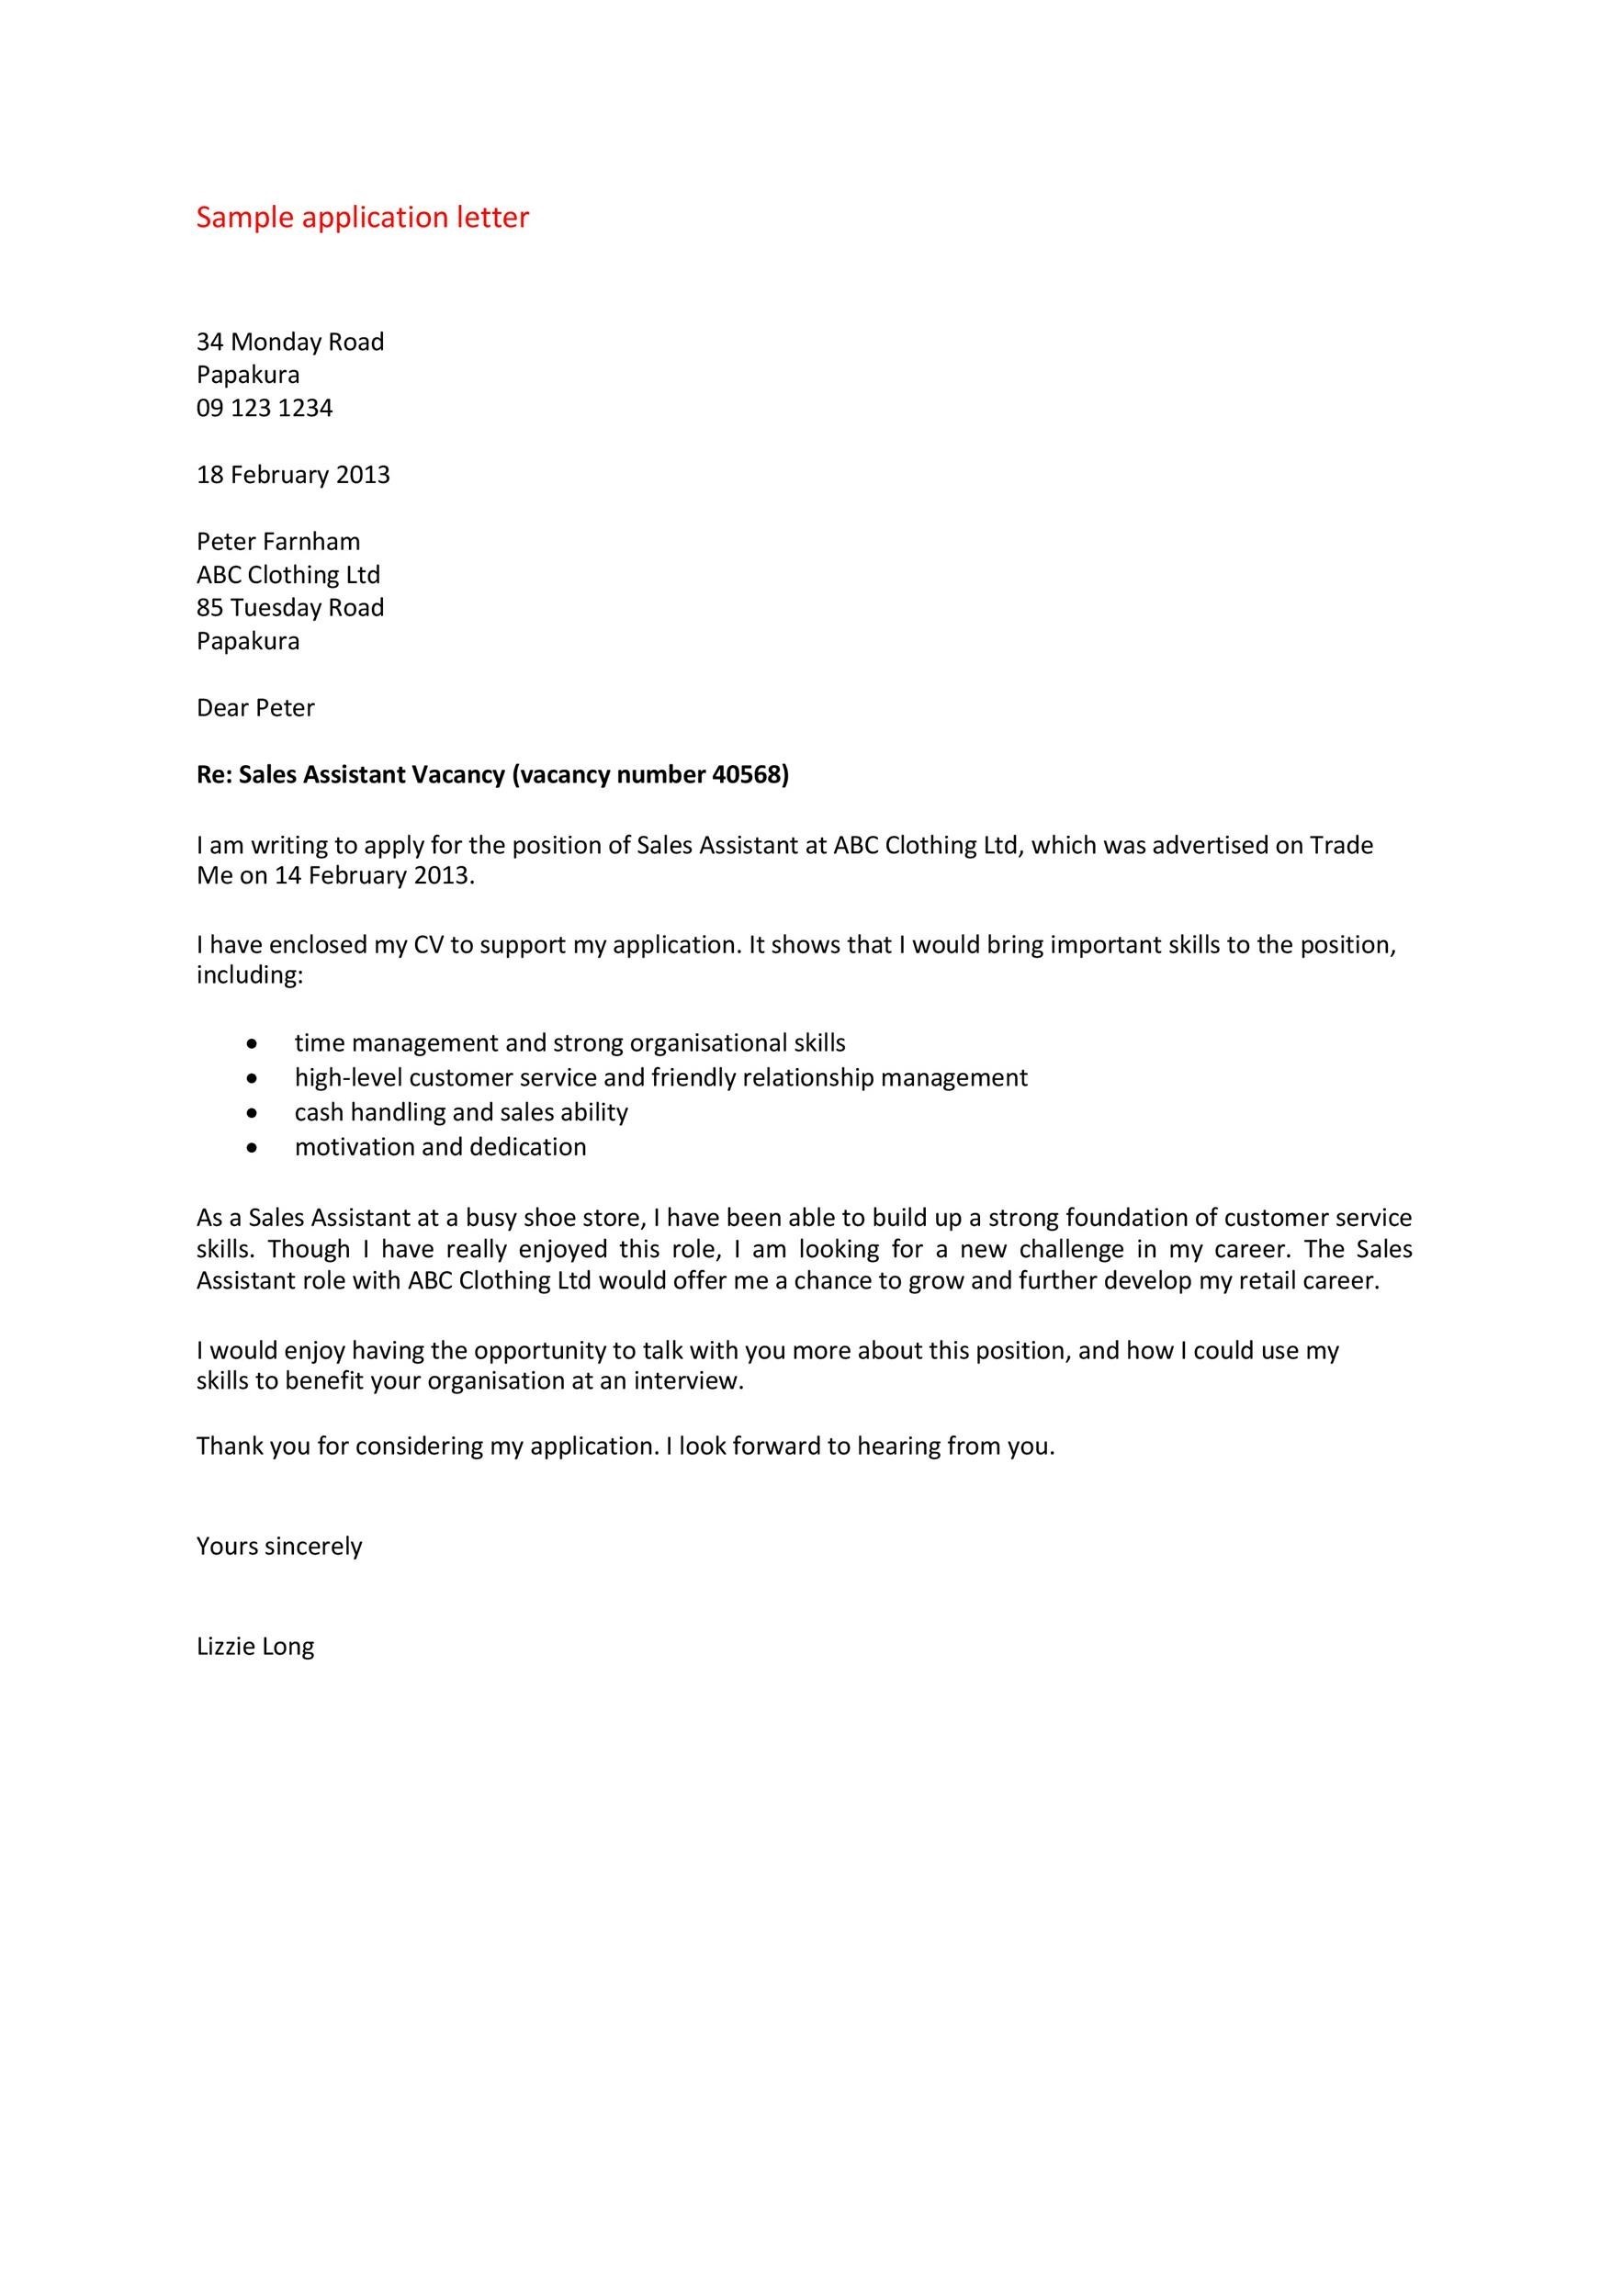 Sample application letter
34 Monday Road
Papakura
09 123 1234
18 February 2013
Peter Farnham
ABC Clothing Ltd
85 Tuesday Road
Papakura
Dear Peter
Re: Sales Assistant Vacancy (vacancy number 40568)
I am writing to apply for the position of Sales Assistant at ABC Clothing Ltd, which was advertised on Trade
Me on 14 February 2013.
I have enclosed my CV to support my application. It shows that I would bring important skills to the position,
including:
• time management and strong organisational skills
• high-level customer service and friendly relationship management
• cash handling and sales ability
• motivation and dedication
As a Sales Assistant at a busy shoe store, I have been able to build up a strong foundation of customer service
skills. Though I have really enjoyed this role, I am looking for a new challenge in my career. The Sales
Assistant role with ABC Clothing Ltd would offer me a chance to grow and further develop my retail career.
I would enjoy having the opportunity to talk with you more about this position, and how I could use my
skills to benefit your organisation at an interview.
Thank you for considering my application. I look forward to hearing from you.
Yours sincerely
Lizzie Long